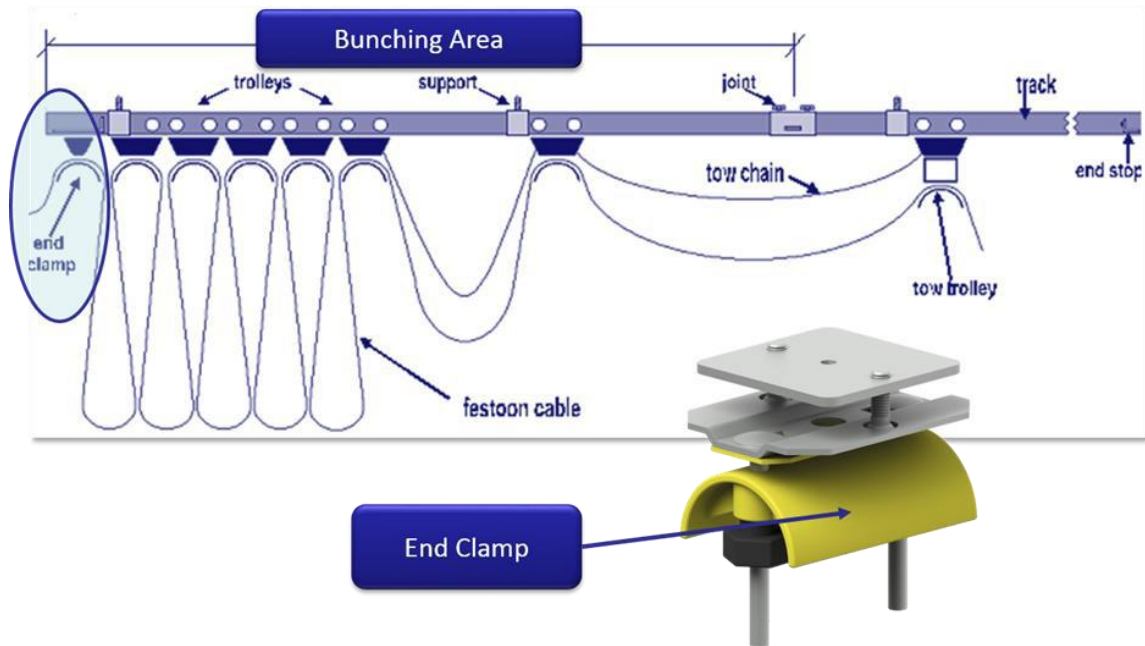 Bunching Area
trolleys
support
joint
track
end stop
tow chain
end
clamp
tow trolley
festoon cable
End Clamp